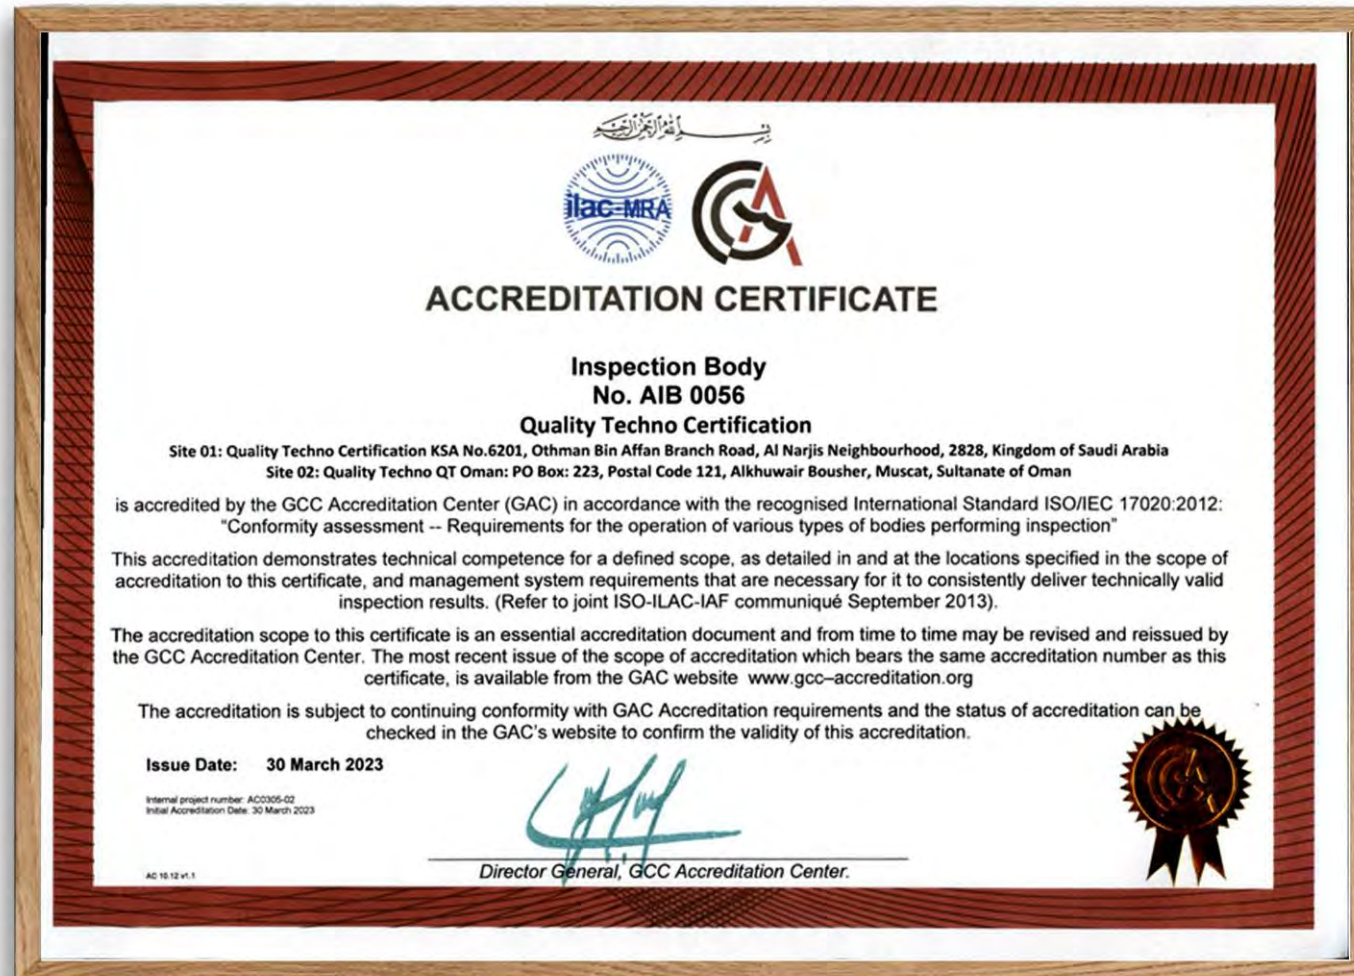 بسم الله الرحمن الرحيم
ilac-MRA
ACCREDITATION CERTIFICATE
Inspection Body
No. AIB 0056
Quality Techno Certification
Site 01: Quality Techno Certification KSA No.6201, Othman Bin Affan Branch Road, Al Narjis Neighbourhood, 2828, Kingdom of Saudi Arabia
Site 02: Quality Techno QT Oman: PO Box: 223, Postal Code 121, Alkhuwair Bousher, Muscat, Sultanate of Oman
is accredited by the GCC Accreditation Center (GAC) in accordance with the recognised International Standard ISO/IEC 17020:2012:
"Conformity assessment -- Requirements for the operation of various types of bodies performing inspection"
This accreditation demonstrates technical competence for a defined scope, as detailed in and at the locations specified in the scope of
accreditation to this certificate, and management system requirements that are necessary for it to consistently deliver technically valid
inspection results. (Refer to joint ISO-ILAC-IAF communiqué September 2013).
The accreditation scope to this certificate is an essential accreditation document and from time to time may be revised and reissued by
the GCC Accreditation Center. The most recent issue of the scope of accreditation which bears the same accreditation number as this
certificate, is available from the GAC website www.gcc–accreditation.org
The accreditation is subject to continuing conformity with GAC Accreditation requirements and the status of accreditation can be
checked in the GAC's website to confirm the validity of this accreditation.
Issue Date: 30 March 2023
Internal project number: AC0305-02
Initial Accreditation Date: 30 March 2023
Director General, GCC Accreditation Center.
AC 10.12 v1.1